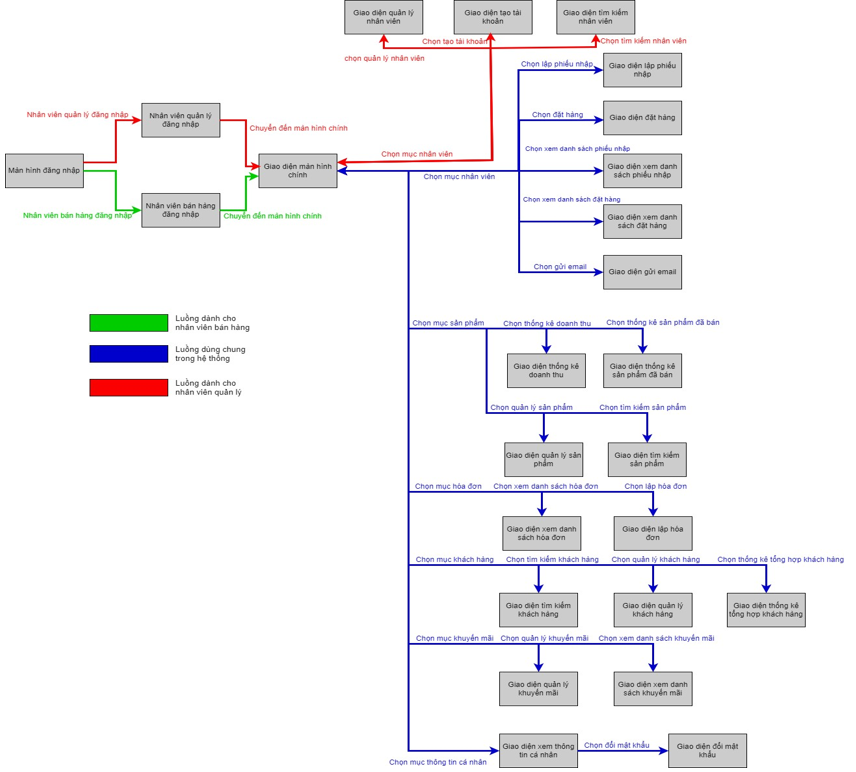 Giao diện quản lý
nhân viên
Giao diện tạo tài
khoản
Giao diện tìm kiếm
nhân viên
Chọn tạo tài khoản
Chọn tìm kiếm nhân viên
chọn quản lý nhân viên
Chọn lập phiếu nhập
Giao diện lập phiếu
nhập
Nhân viên quản lý đăng nhập
Nhân viên quản lý
đăng nhập
Chuyển đến màn hình chính
Chọn đặt hàng
Giao diện đặt hàng
Màn hình đăng nhập
Giao diện màn hình
chính
Chọn mục nhân viên
Chọn mục nhân viên
Chọn xem danh sách phiếu nhập
Giao diện xem danh
sách phiếu nhập
Nhân viên bán hàng đăng nhập
Nhân viên bán hàng
đăng nhập
Chuyển đến màn hình chính
Chọn xem danh sách đặt hàng
Giao diện xem danh
sách đặt hàng
Chọn gửi email
Giao diện gửi email
Luồng dành cho
nhân viên bán hàng
Luồng dùng chung
trong hệ thống
Luồng dành cho
nhân viên quản lý
Chọn mục sản phẩm
Chọn thống kê doanh thu
Chọn thống kê sản phẩm đã bán
Giao diện thống kê
doanh thu
Giao diện thống kê
sản phẩm đã bán
Chọn quản lý sản phẩm
Chọn tìm kiếm sản phẩm
Giao diện quản lý sản
phẩm
Giao diện tìm kiếm
sản phẩm
Chọn mục hòa đơn
Chọn xem danh sách hòa đơn
Chọn lập hòa đơn
Giao diện xem danh
sách hòa đơn
Giao diện lập hòa
đơn
Chọn mục khách hàng
Chọn tìm kiếm khách hàng
Chọn quản lý khách hàng
Chọn thống kê tổng hợp khách hàng
Giao diện tìm kiếm
khách hàng
Giao diện quản lý
khách hàng
Giao diện thống kê
tổng hợp khách hàng
Chọn mục khuyến mãi
Chọn quản lý khuyến mãi
Chọn xem danh sách khuyến mãi
Giao diện quản lý
khuyến mãi
Giao diện xem danh
sách khuyến mãi
Chọn mục thông tin cá nhân
Giao diện xem thông
tin cá nhân
Chọn đổi mật khẩu
Giao diện đổi mật
khẩu